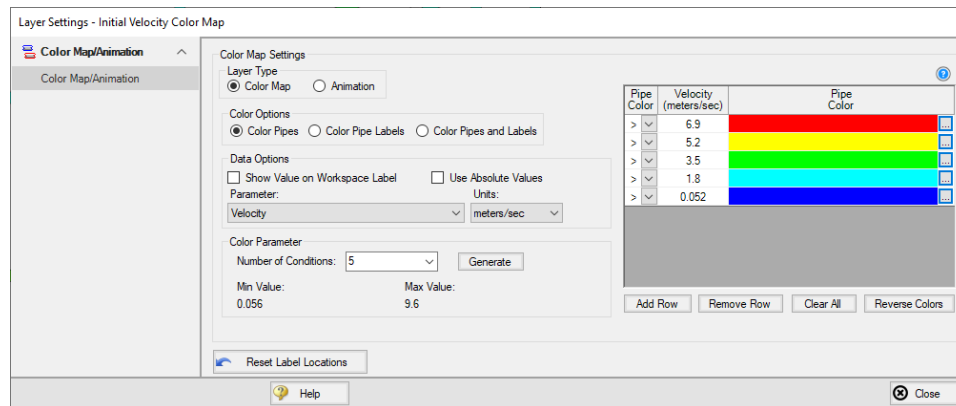 Layer Settings - Initial Velocity Color Map
Color Map/Animation
Color Map/Animation
Color Map Settings
Layer Type
Color Map
Animation
Color Options
Color Pipes
Color Pipe Labels
Color Pipes and Labels
Data Options
Show Value on Workspace Label
Use Absolute Values
Parameter:
Units:
Velocity
meters/sec
Color Parameter
Number of Conditions:
5
Generate
Min Value:
Max Value:
0.056
9.6
Reset Label Locations
?
Pipe Color
Velocity (meters/sec)
Pipe Color
> 6.9 ...
> 5.2 ...
> 3.5 ...
> 1.8 ...
> 0.052 ...
Add Row
Remove Row
Clear All
Reverse Colors
? Help
Close